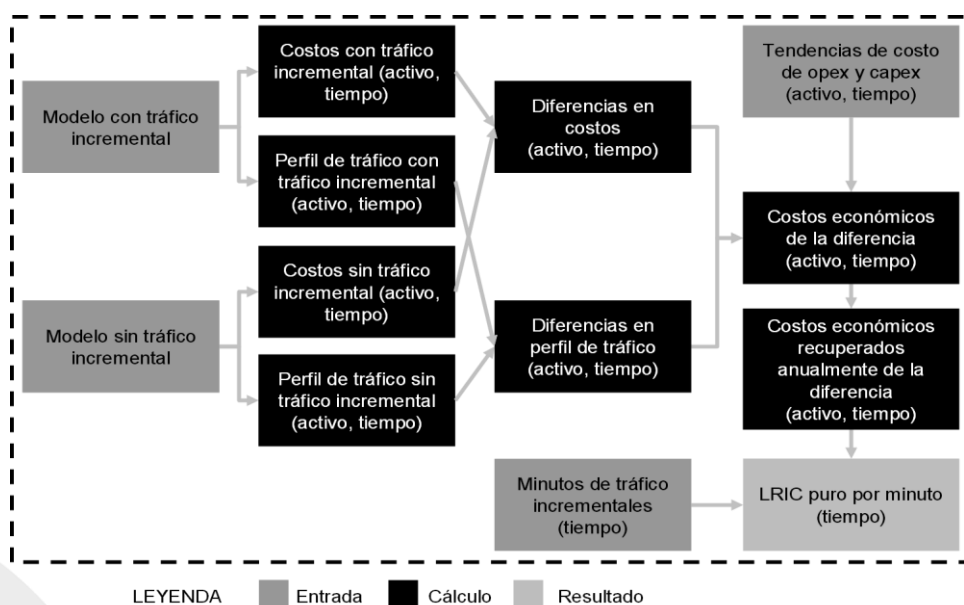 Modelo con tráfico
incremental
Modelo sin tráfico
incremental
Costos con tráfico
incremental (activo,
tiempo)
Perfil de tráfico con
tráfico incremental
(activo, tiempo)
Costos sin tráfico
incremental (activo,
tiempo)
Perfil de tráfico sin
tráfico incremental
(activo, tiempo)
Diferencias en
costos
(activo, tiempo)
Diferencias en
perfil de tráfico
(activo, tiempo)
Minutos de tráfico
incrementales
(tiempo)
Tendencias de costo
de opex y capex
(activo, tiempo)
Costos económicos
de la diferencia
(activo, tiempo)
Costos económicos
recuperados
anualmente de la
diferencia
(activo, tiempo)
LRIC puro por minuto
(tiempo)
LEYENDA
Entrada
Cálculo
Resultado